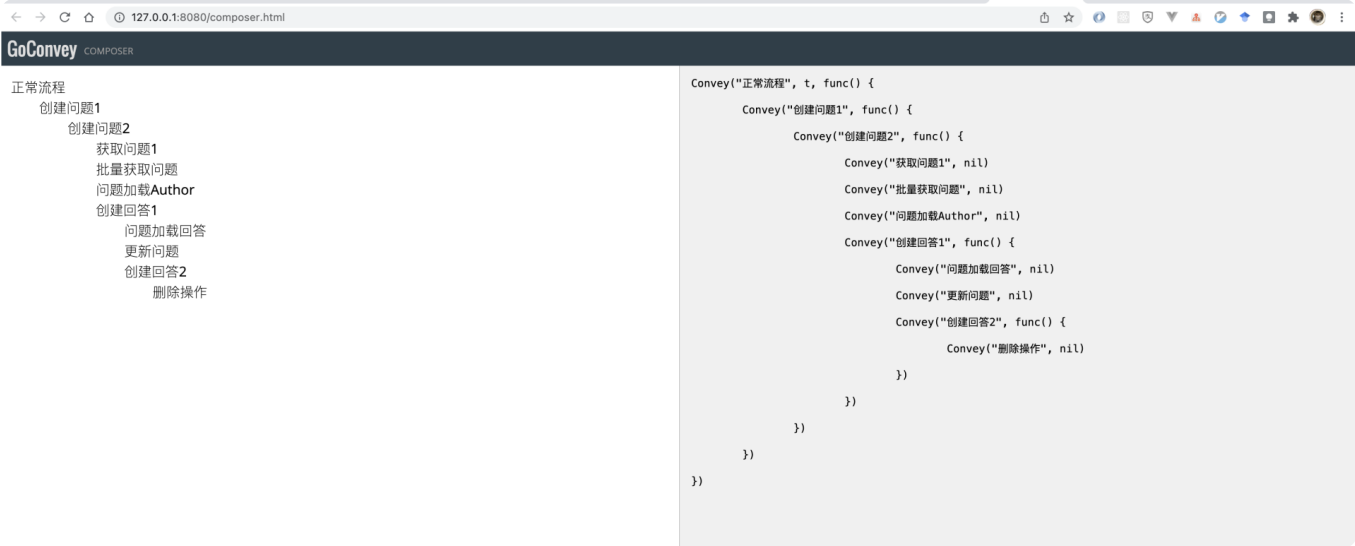 127.0.0.1:8080/composer.html
GoConvey COMPOSER
正常流程
创建问题1
创建问题2
获取问题1
批量获取问题
问题加载Author
创建回答1
问题加载回答
更新问题
创建回答2
删除操作
Convey("正常流程", t, func() {
Convey("创建问题1", func() {
Convey("创建问题2", func() {
Convey("获取问题1", nil)
Convey("批量获取问题", nil)
Convey("问题加载Author", nil)
Convey("创建回答1", func() {
Convey("问题加载回答", nil)
Convey("更新问题", nil)
Convey("创建回答2", func() {
Convey("删除操作", nil)
})
})
})
})
})